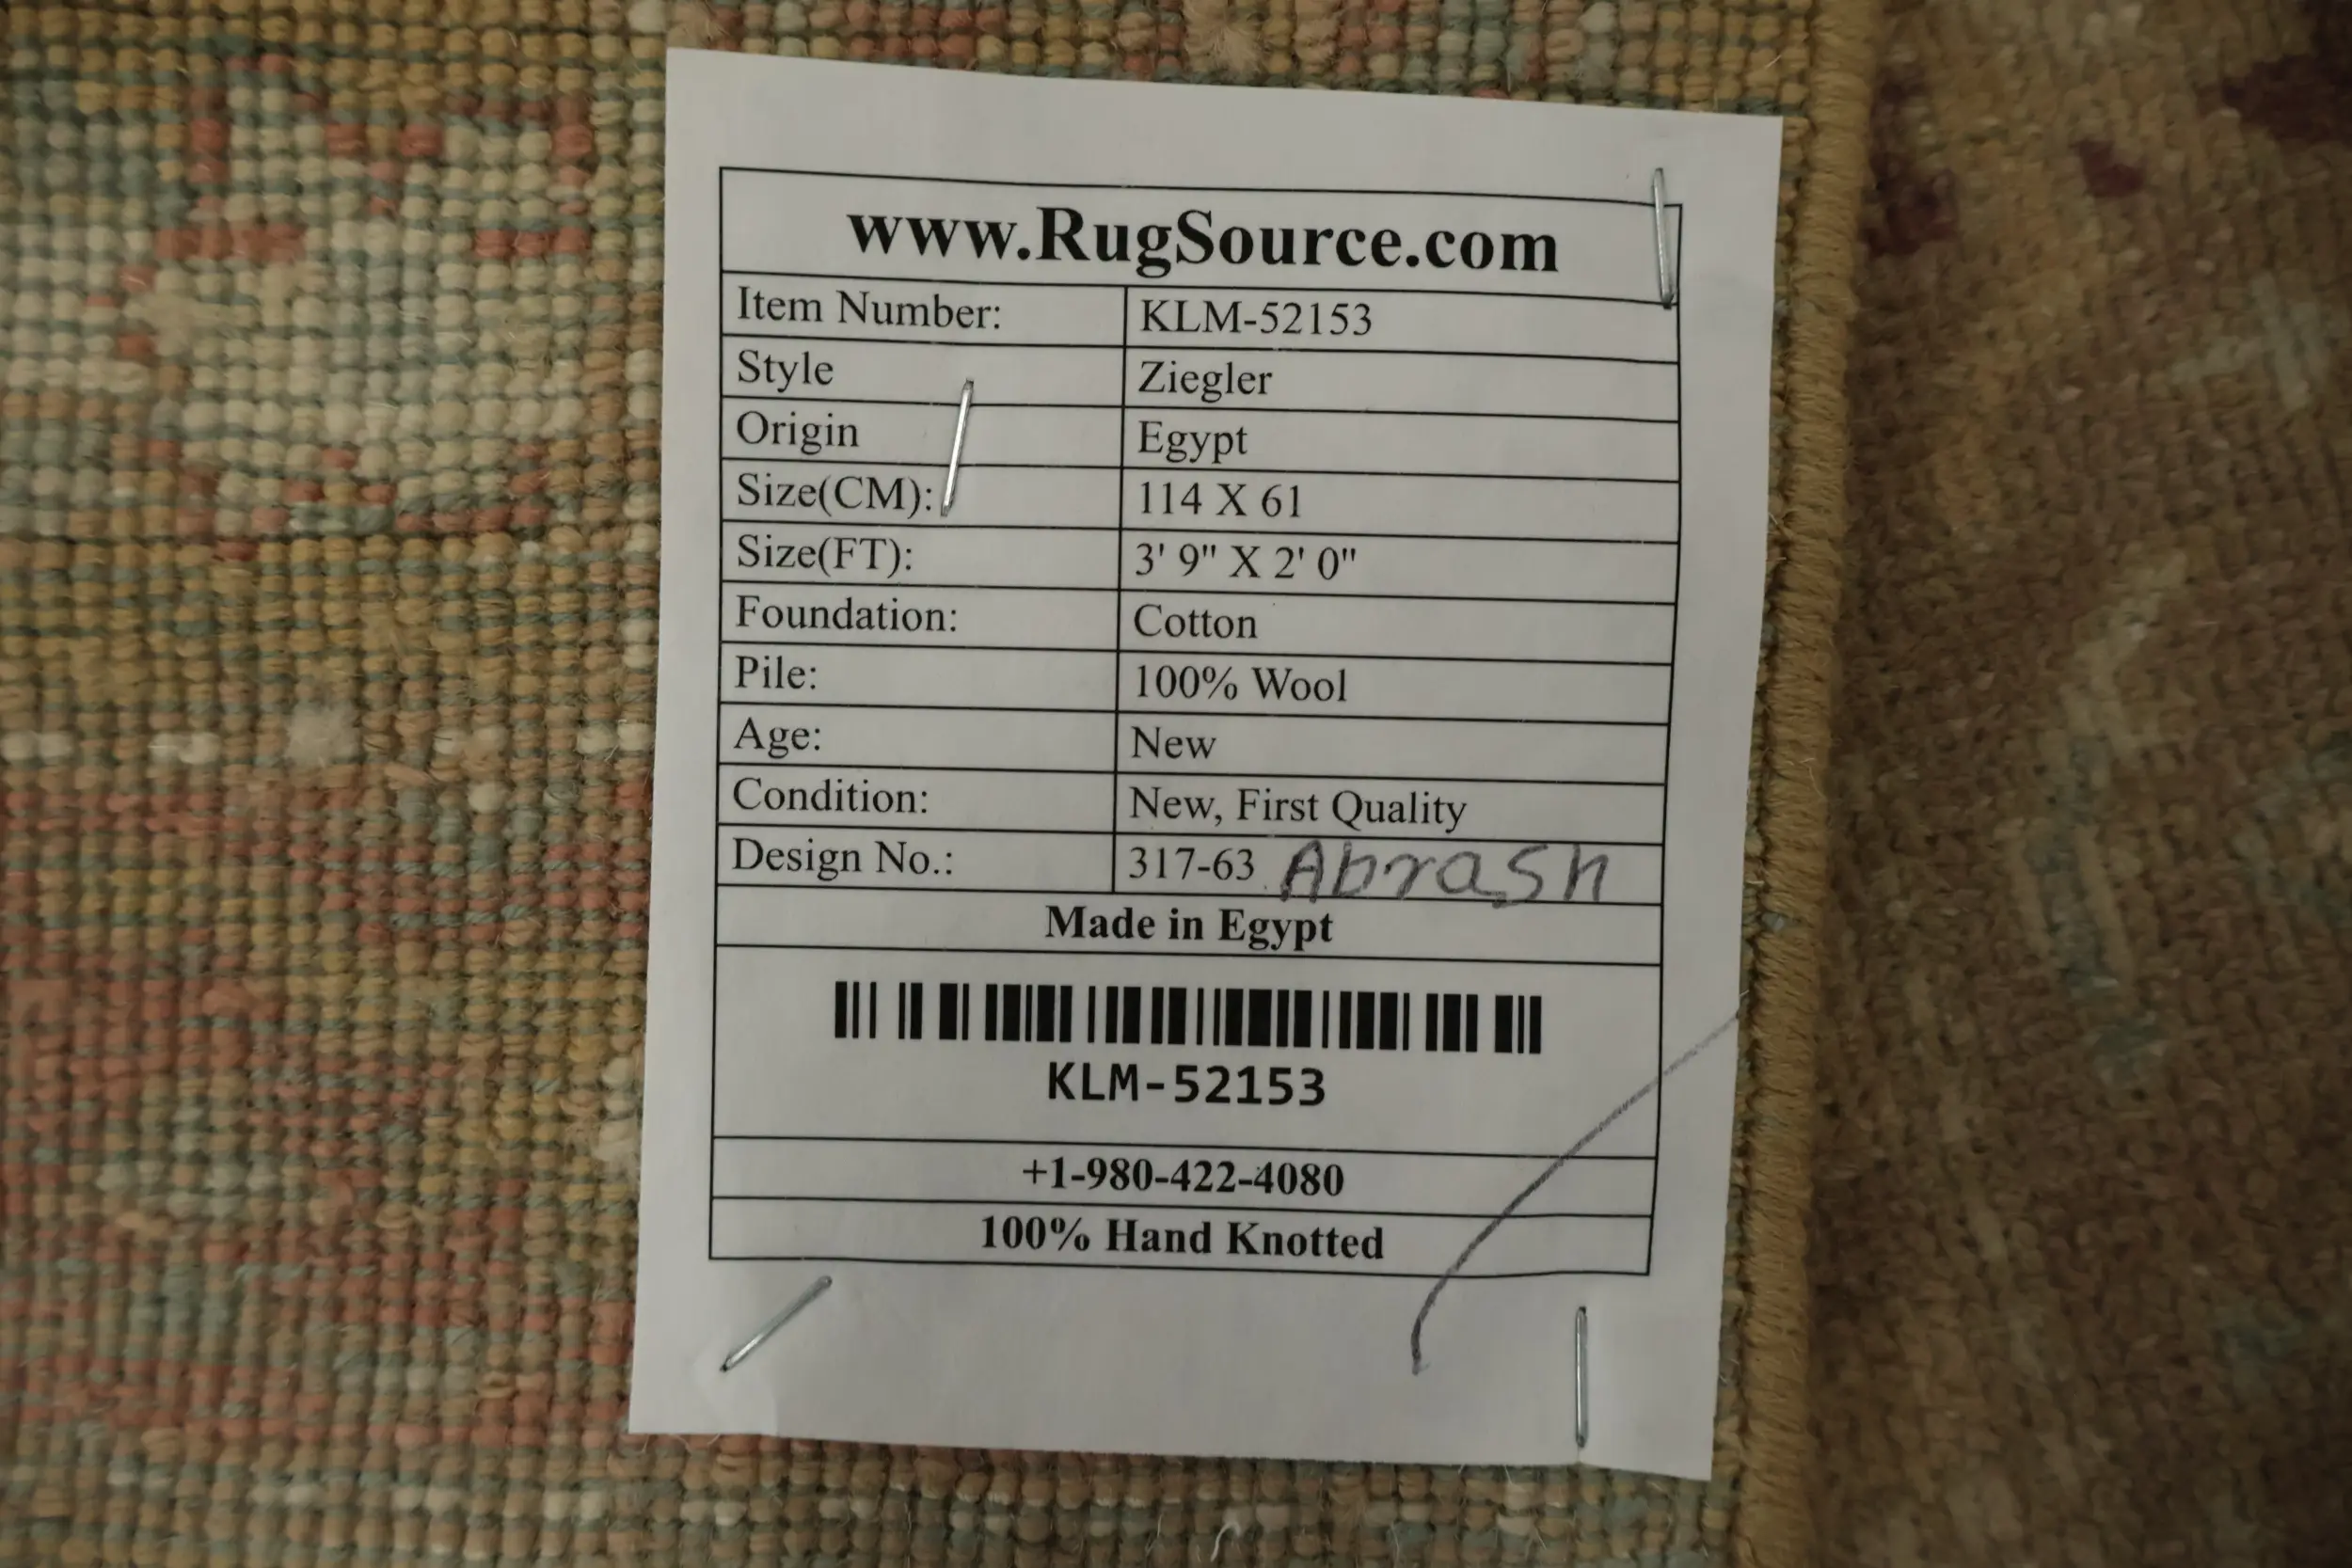 www.RugSource.com
Item Number: KLM-52153
Style Ziegler
Origin Egypt
Size(CM): 114 X 61
Size(FT): 3' 9" X 2' 0"
Foundation: Cotton
Pile: 100% Wool
Age: New
Condition: New, First Quality
Design No.: 317-63 Abrash
Made in Egypt
KLM-52153
+1-980-422-4080
100% Hand Knotted